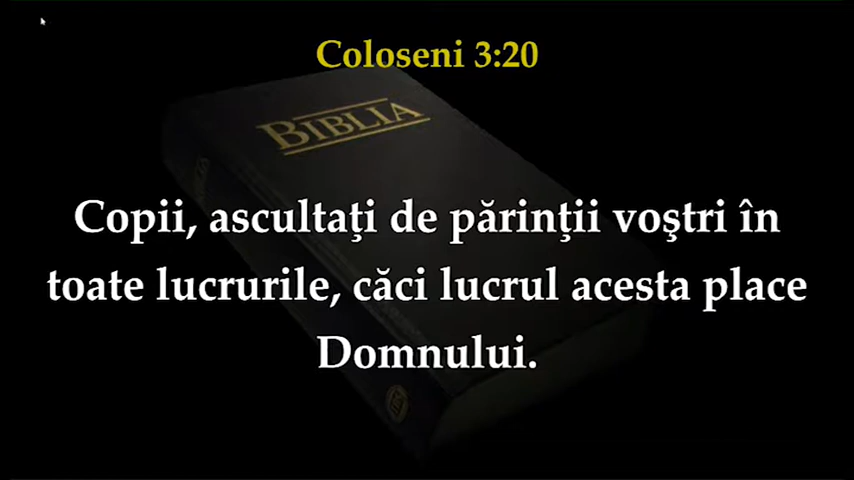 Coloseni 3:20
BIBLIA
Copii, ascultaţi de părinţii voştri în
toate lucrurile, căci lucrul acesta place
Domnului.